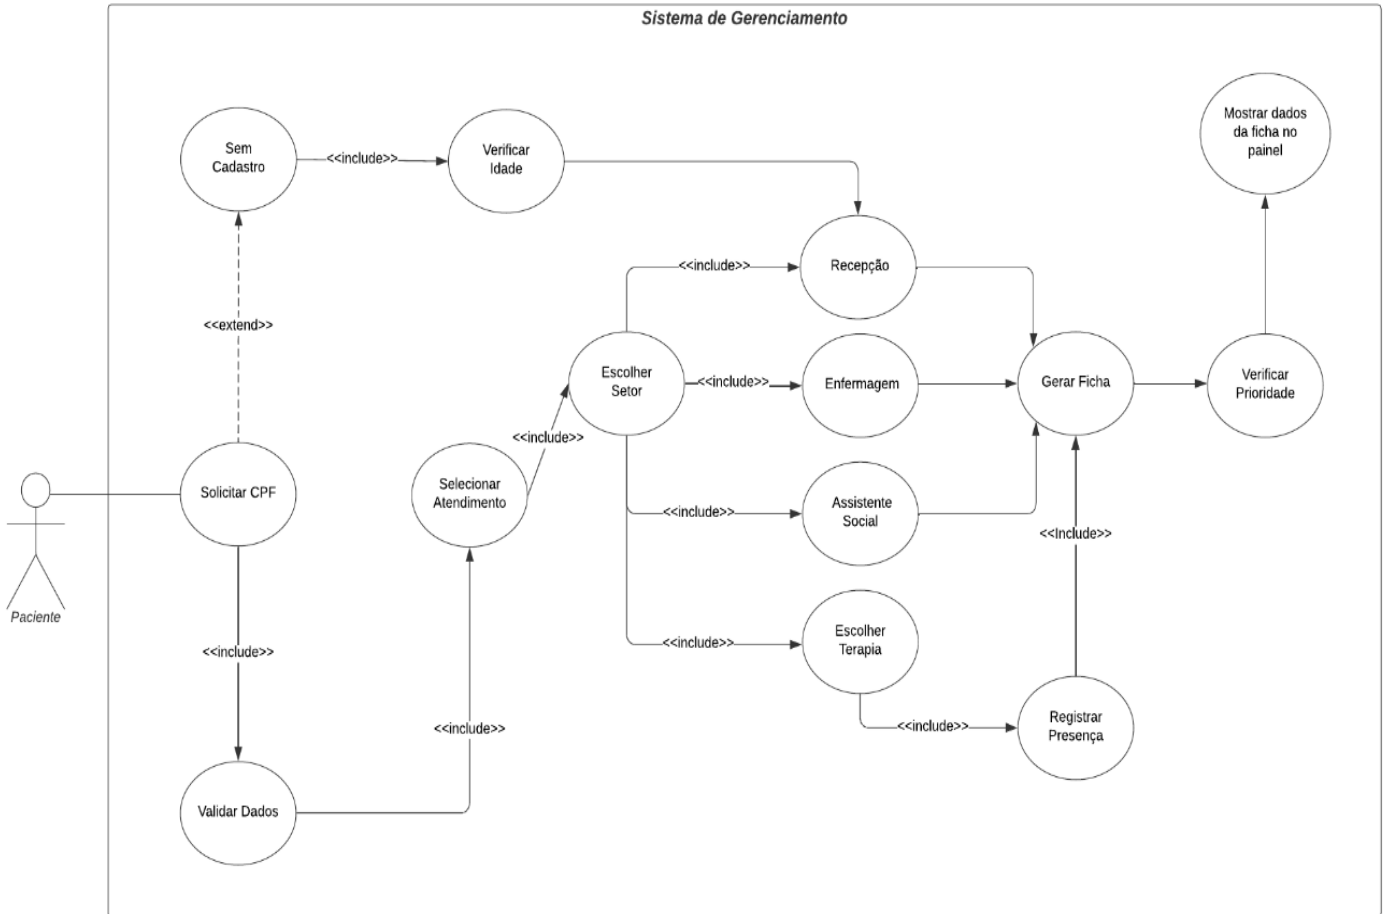 Sistema de Gerenciamento
Mostrar dados
da ficha no
painel
Sem
Cadastro
<<include>>
Verificar
Idade
<<include>>
Recepção
<<extend>>
Escolher
Setor
<<include>>
Enfermagem
Gerar Ficha
Verificar
Prioridade
<<include>>
Solicitar CPF
Selecionar
Atendimento
<<include>>
Assistente
Social
<<Include>>
Paciente
<<include>>
<<include>>
Escolher
Terapia
<<include>>
<<include>>
Registrar
Presença
Validar Dados